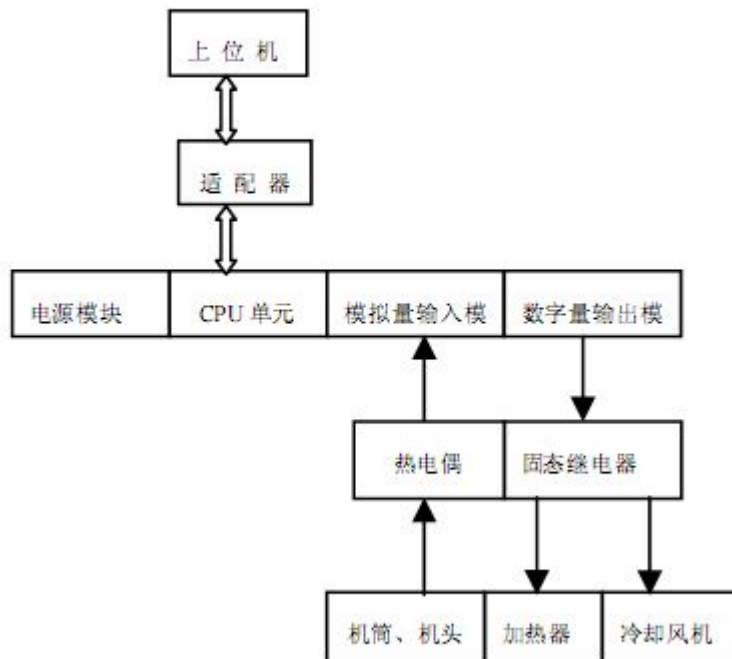 上位机
适配器
电源模块 CPU 单元 模拟量输入模 数字量输出模
热电偶 固态继电器
机筒、机头 加热器 冷却风机